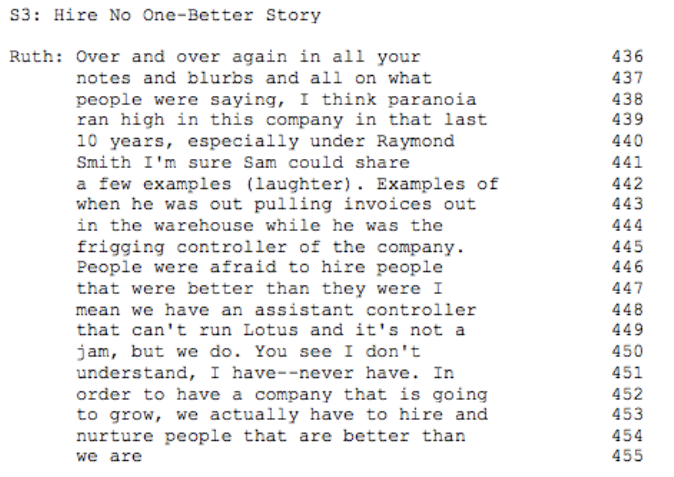 S3: Hire No One-Better Story
Ruth: Over and over again in all your 436
notes and blurbs and all on what 437
people were saying, I think paranoia 438
ran high in this company in that last 439
10 years, especially under Raymond 440
Smith I'm sure Sam could share 441
a few examples (laughter). Examples of 442
when he was out pulling invoices out 443
in the warehouse while he was the 444
frigging controller of the company. 445
People were afraid to hire people 446
that were better than they were I 447
mean we have an assistant controller 448
that can't run Lotus and it's not a 449
jam, but we do. You see I don't 450
understand, I have--never have. In 451
order to have a company that is going 452
to grow, we actually have to hire and 453
nurture people that are better than 454
we are 455